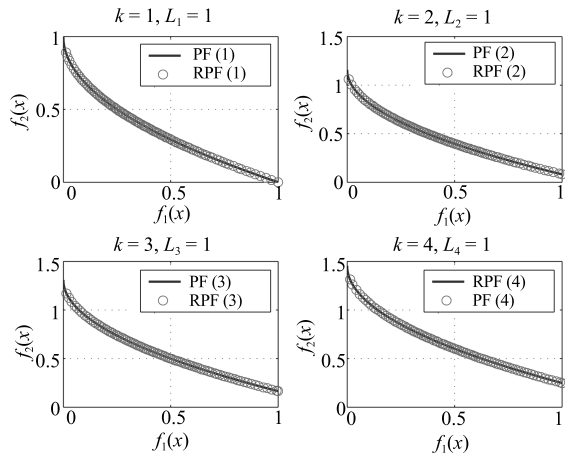 k = 1, L₁ = 1
1
0.5
0
f₂(x)
PF (1)
RPF (1)
0
0.5
1
f₁(x)
k = 2, L₂ = 1
1.5
1
0.5
0
f₂(x)
PF (2)
RPF (2)
0
0.5
1
f₁(x)
k = 3, L₃ = 1
1.5
1
0.5
0
f₂(x)
PF (3)
RPF (3)
0
0.5
1
f₁(x)
k = 4, L₄ = 1
1.5
1
0.5
0
f₂(x)
RPF (4)
PF (4)
0
0.5
1
f₁(x)